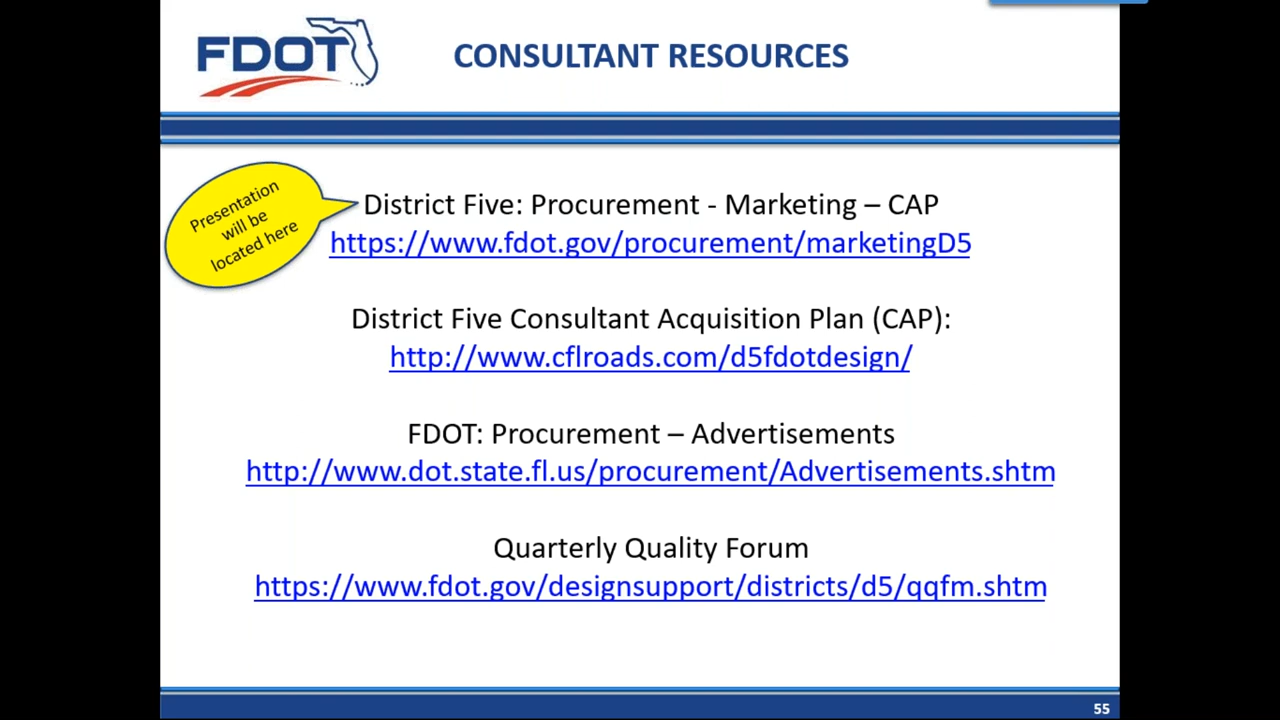 FDOT
CONSULTANT RESOURCES
Presentation
will be
located here
District Five: Procurement - Marketing – CAP
https://www.fdot.gov/procurement/marketingD5
District Five Consultant Acquisition Plan (CAP):
http://www.cflroads.com/d5fdotdesign/
FDOT: Procurement – Advertisements
http://www.dot.state.fl.us/procurement/Advertisements.shtm
Quarterly Quality Forum
https://www.fdot.gov/designsupport/districts/d5/qqfm.shtm
55